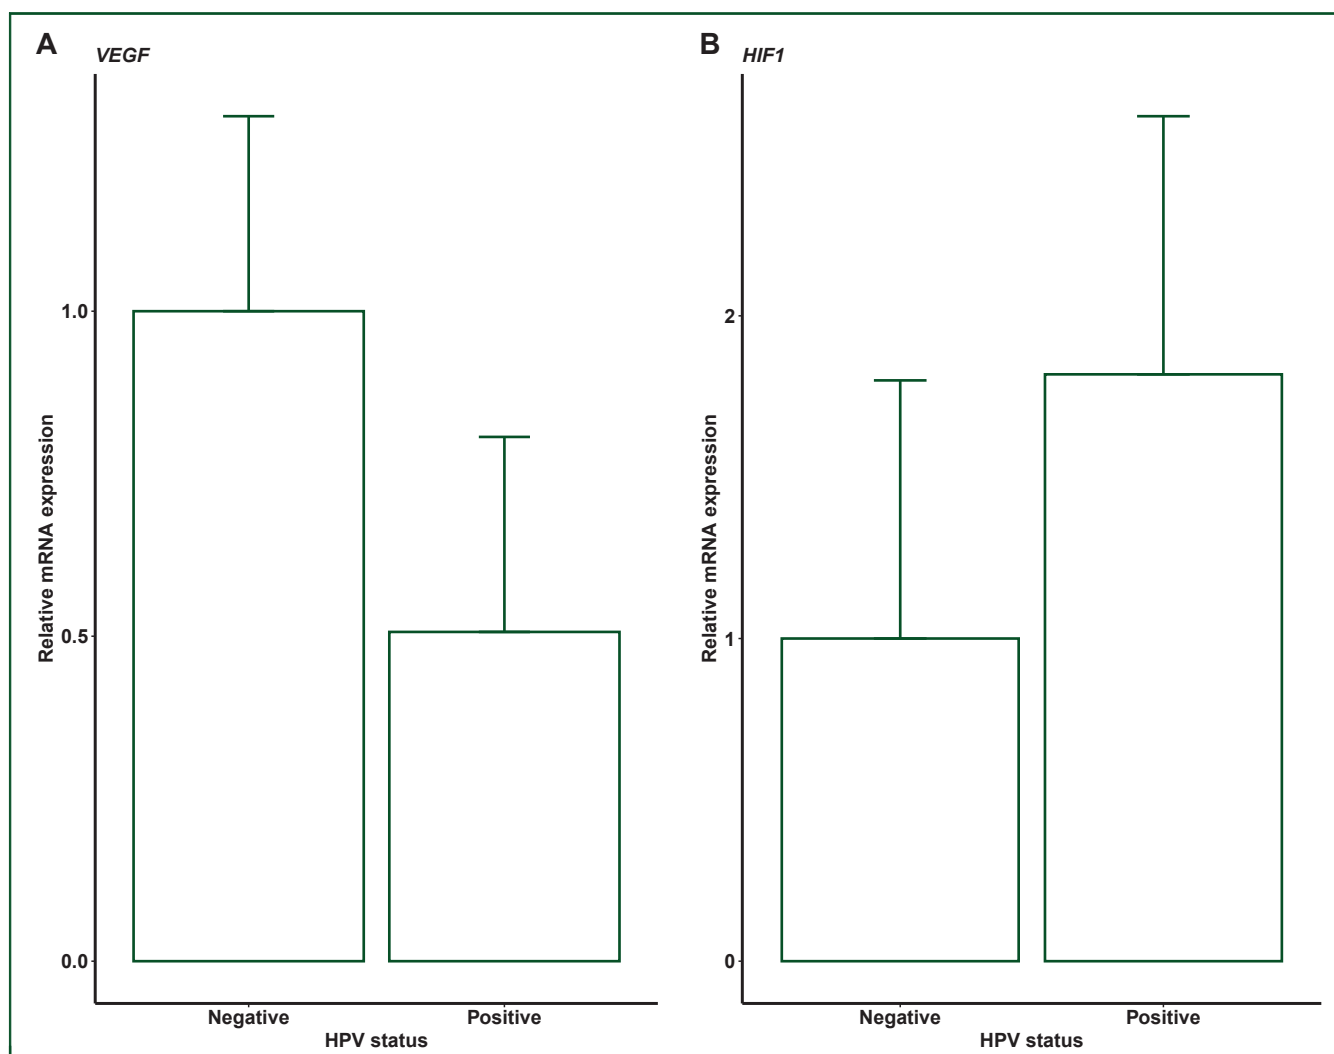 A
VEGF
Relative mRNA expression
1.0
0.5
0.0
Negative
Positive
HPV status
B
HIF1
Relative mRNA expression
2
1
0
Negative
Positive
HPV status